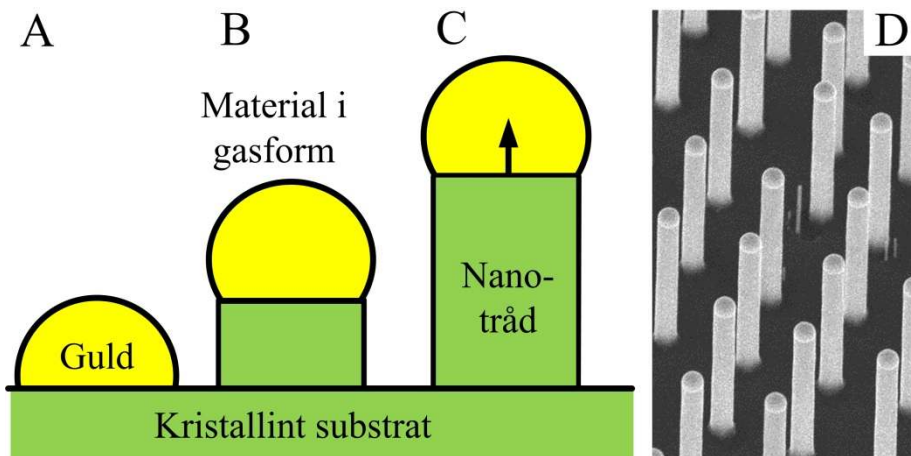 A
B
C
D
Material i
gasform
Guld
Nano-
tråd
Kristallint substrat